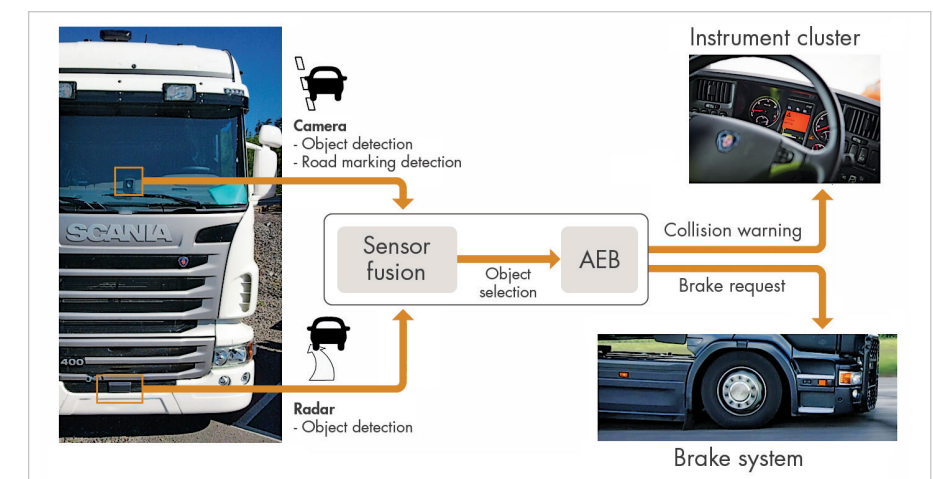 Instrument cluster
Camera
- Object detection
- Road marking detection
SCANIA
Sensor
fusion
Object
selection
AEB
Collision warning
Brake request
400
Radar
- Object detection
Brake system